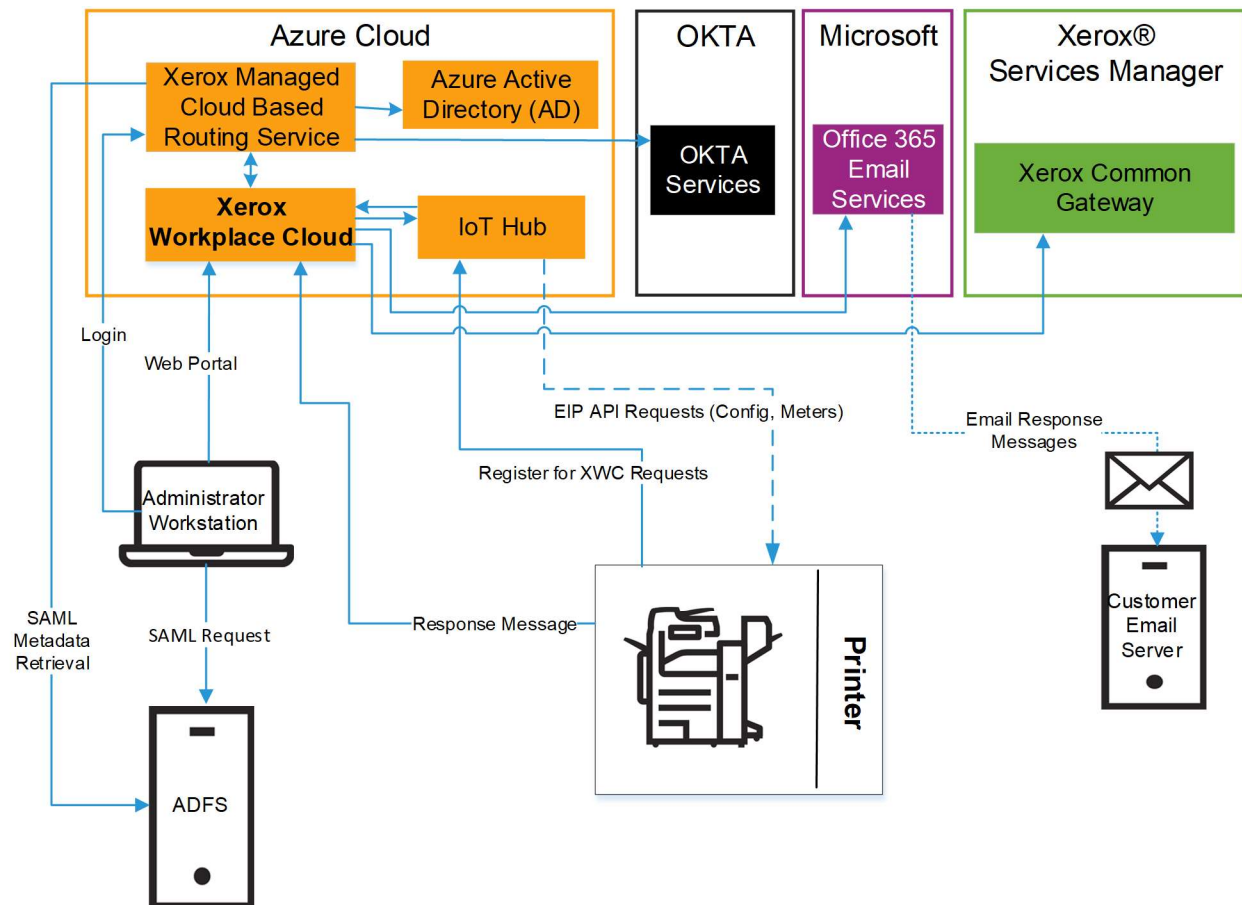 Azure Cloud
OKTA
Microsoft
Xerox®
Services Manager
Xerox Managed
Cloud Based
Routing Service
Azure Active
Directory (AD)
OKTA
Services
Office 365
Email
Services
Xerox Common
Gateway
Xerox
Workplace Cloud
IoT Hub
Login
Web Portal
EIP API Requests (Config, Meters)
Email Response
Messages
Register for XWC Requests
Administrator
Workstation
SAML
Metadata
Retrieval
SAML Request
Response Message
Printer
Customer
Email
Server
ADFS